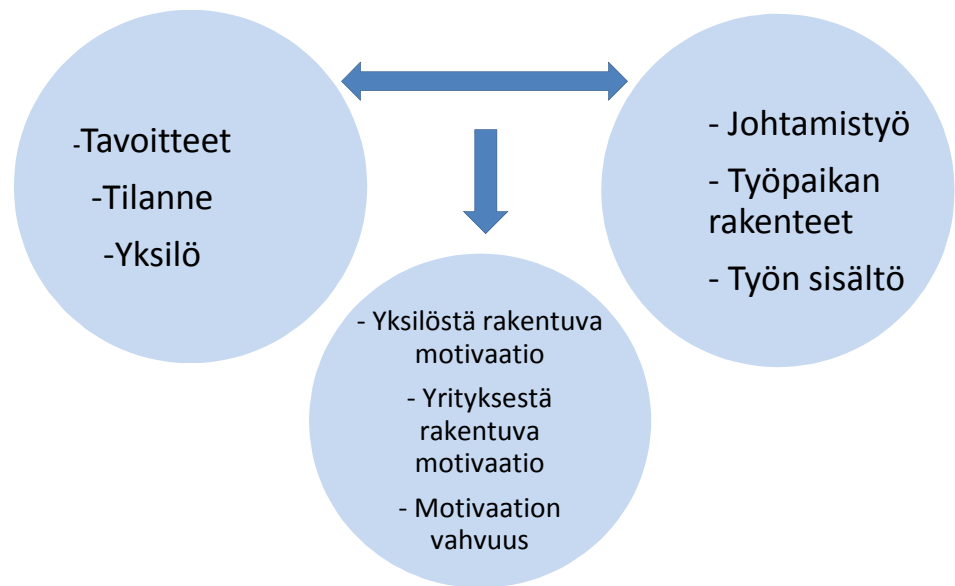 -Tavoitteet
-Tilanne
-Yksilö
- Johtamistyö
- Työpaikan
rakenteet
- Työn sisältö
- Yksilöstä rakentuva
motivaatio
- Yrityksestä
rakentuva
motivaatio
- Motivaation
vahvuus